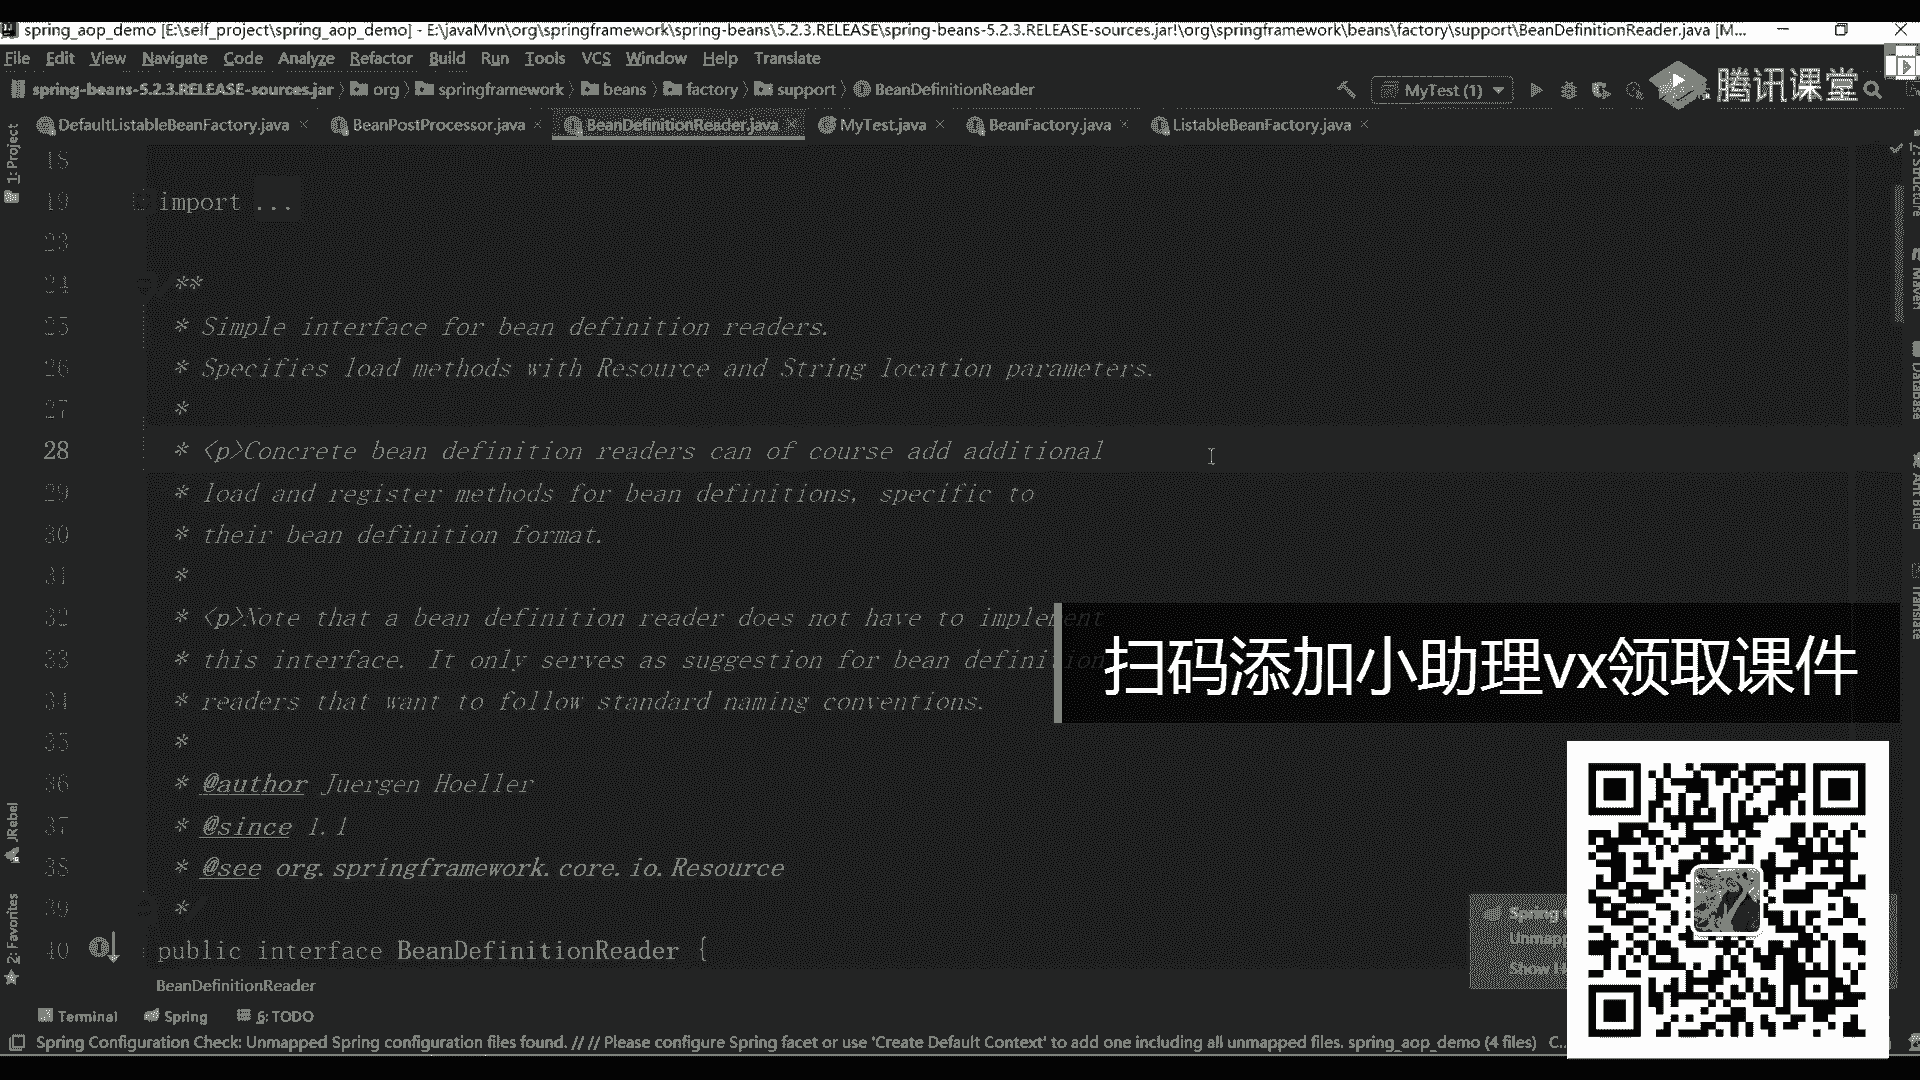 spring_aop_demo [E:\self_project\spring_aop_demo] - E:\javaMvn\org\springframework\spring-beans\5.2.3.RELEASE\spring-beans-5.2.3.RELEASE-sources.jar!\org\springframework\beans\factory\support\BeanDefinitionReader.java [M...
File Edit View Navigate Code Analyze Refactor Build Run Tools VCS Window Help Translate
spring-beans-5.2.3.RELEASE-sources.jar org springframework beans factory support BeanDefinitionReader MyTest (1)
腾讯课堂
DefaultListableBeanFactory.java BeanPostProcessor.java BeanDefinitionReader.java MyTest.java BeanFactory.java ListableBeanFactory.java
1: Project
7: Structure
Maven
Database
Ant Build
Translate
18
19 import ...
23
24 /**
25 * Simple interface for bean definition readers.
26 * Specifies load methods with Resource and String location parameters.
27 *
28 * <p>Concrete bean definition readers can of course add additional
29 * load and register methods for bean definitions, specific to
30 * their bean definition format.
31 *
32 * <p>Note that a bean definition reader does not have to implement
33 * this interface. It only serves as suggestion for bean definition
34 * readers that want to follow standard naming conventions.
35 *
36 * @author Juergen Hoeller
37 * @since 1.1
38 * @see org.springframework.core.io.Resource
39 *
40 public interface BeanDefinitionReader {
扫码添加小助理vx领取课件
JRebel
2: Favorites
Spring
Unmapp
Show H
BeanDefinitionReader
Terminal Spring 6: TODO
Spring Configuration Check: Unmapped Spring configuration files found. // // Please configure Spring facet or use 'Create Default Context' to add one including all unmapped files. spring_aop_demo (4 files) C...